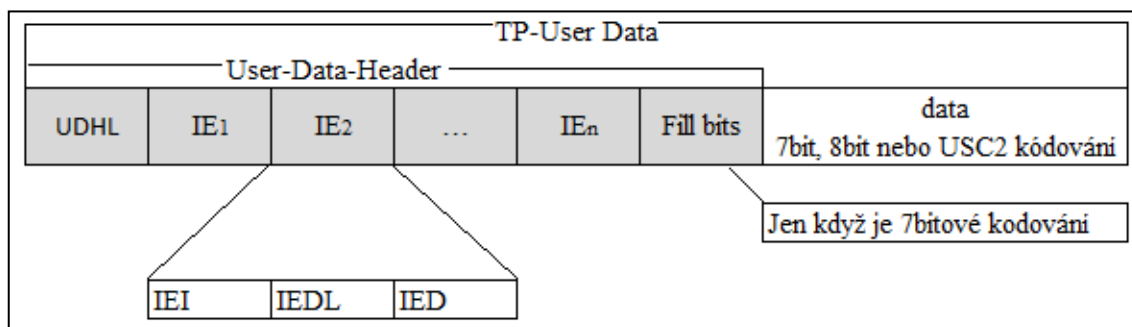 TP-User Data
User-Data-Header
UDHL IE1 IE2 ... IEn Fill bits
data
7bit, 8bit nebo USC2 kódování
Jen když je 7bitové kodování
IEI IEDL IED